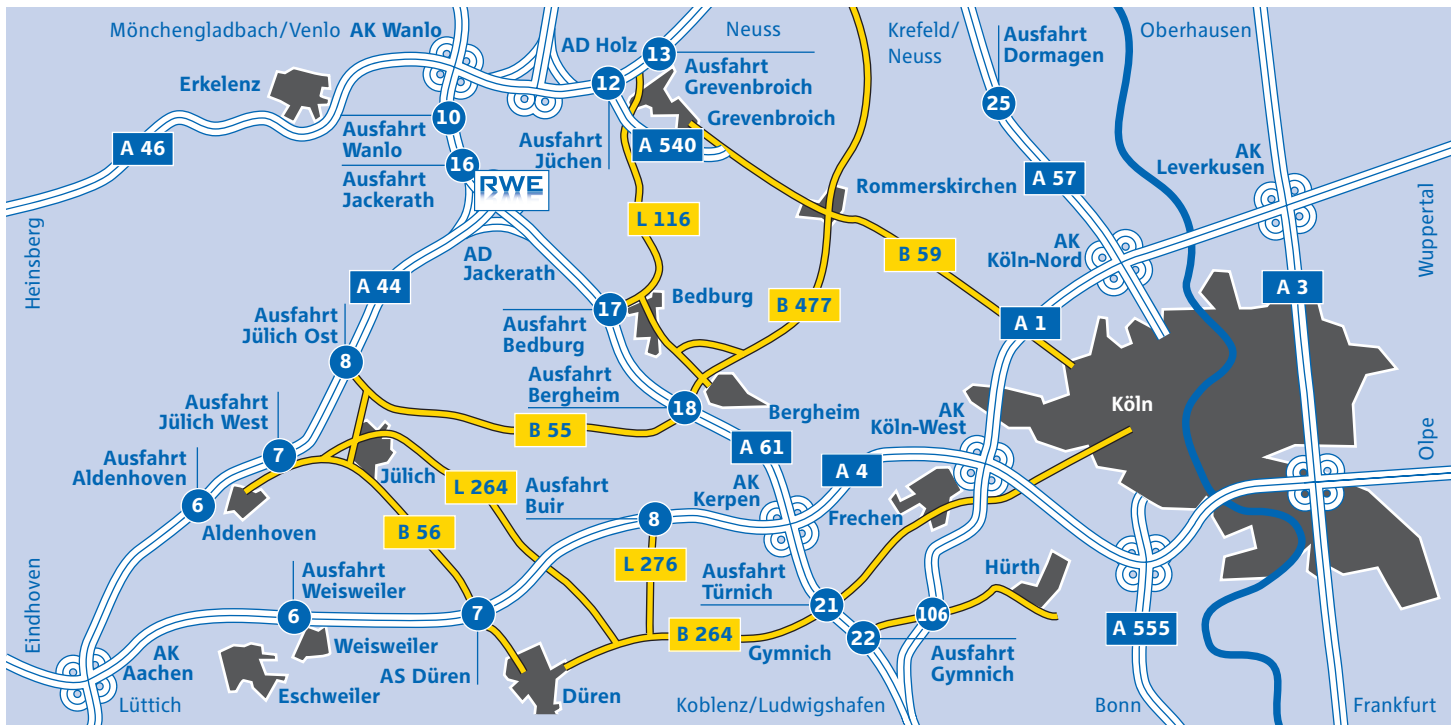 Mönchengladbach/Venlo AK Wanlo
AD Holz
13
Neuss
Krefeld/
Neuss
Ausfahrt
Dormagen
Oberhausen
Erkelenz
12
Ausfahrt
Grevenbroich
25
10
Grevenbroich
A 46
Ausfahrt
Wanlo
Ausfahrt
Jüchen
A 540
AK
Leverkusen
16
Ausfahrt
Jackerath
RWE
Rommerskirchen
A 57
Wuppertal
L 116
Heinsberg
AD
Jackerath
B 59
AK
Köln-Nord
A 44
A 3
Ausfahrt
Jülich Ost
17
Bedburg
B 477
A 1
Ausfahrt
Bedburg
8
Ausfahrt
Bergheim
18
Bergheim
Köln
Ausfahrt
Jülich West
B 55
AK
Köln-West
Olpe
7
A 61
Ausfahrt
Aldenhoven
Jülich
L 264
Ausfahrt
Buir
AK
Kerpen
A 4
6
Aldenhoven
B 56
8
Frechen
Eindhoven
Ausfahrt
Weisweiler
L 276
Ausfahrt
Türnich
Hürth
6
7
21
106
B 264
22
A 555
Weisweiler
Gymnich
AK
Aachen
AS Düren
Ausfahrt
Gymnich
Eschweiler
Düren
Lüttich
Koblenz/Ludwigshafen
Bonn
Frankfurt